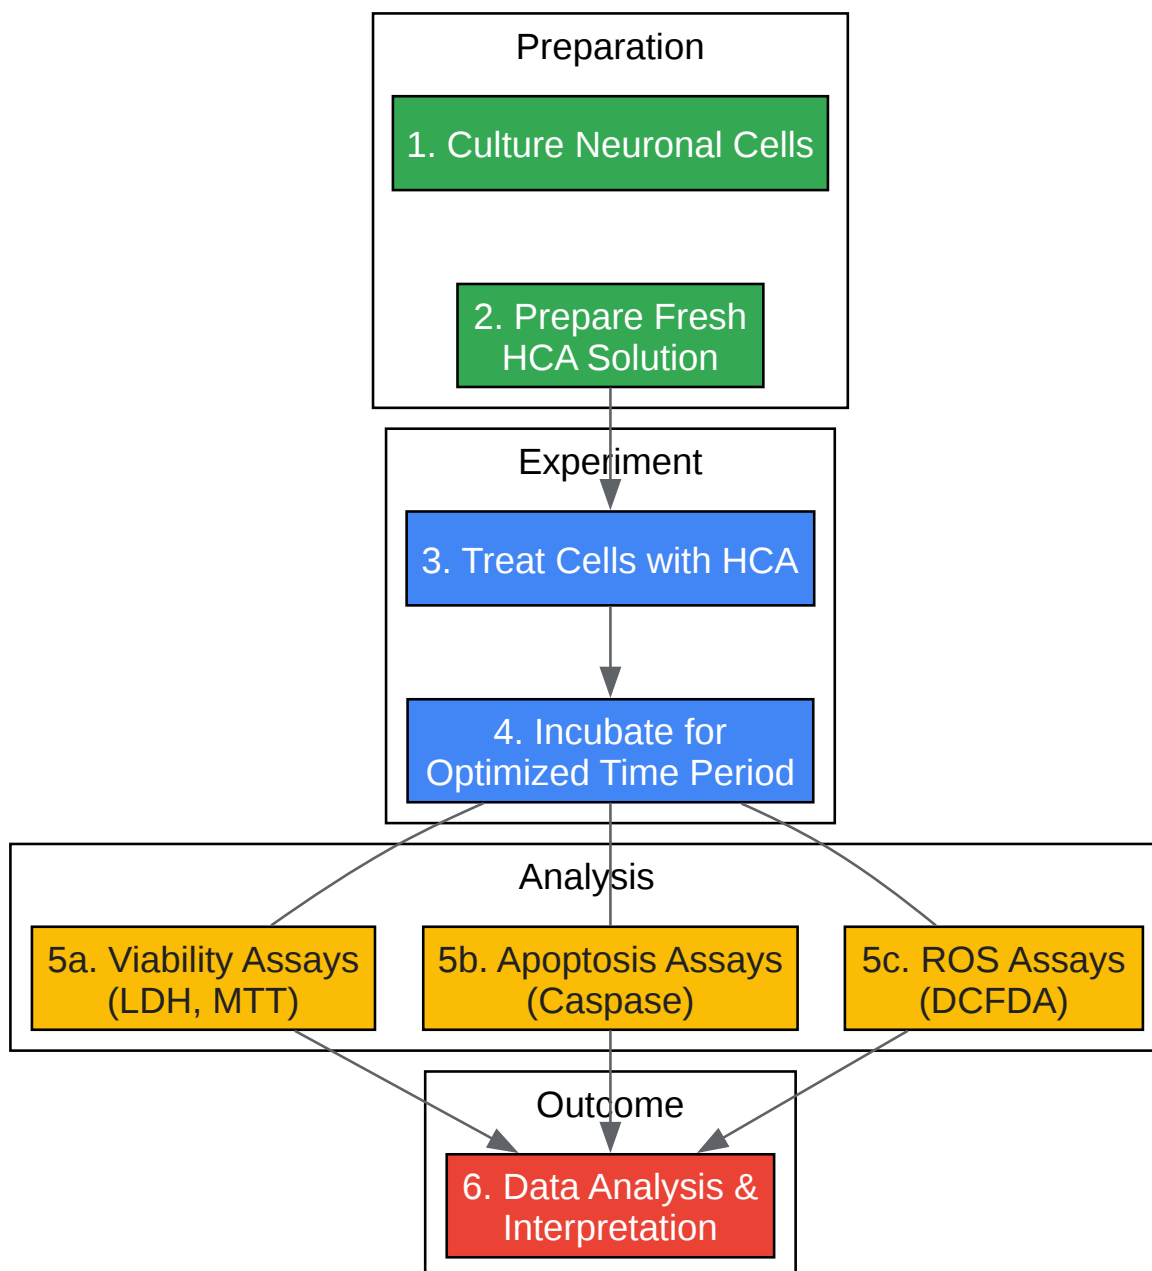 Preparation
1. Culture Neuronal Cells
2. Prepare Fresh
HCA Solution
Experiment
3. Treat Cells with HCA
4. Incubate for
Optimized Time Period
Analysis
5a. Viability Assays
(LDH, MTT)
5b. Apoptosis Assays
(Caspase)
5c. ROS Assays
(DCFDA)
Outcome
6. Data Analysis &
Interpretation